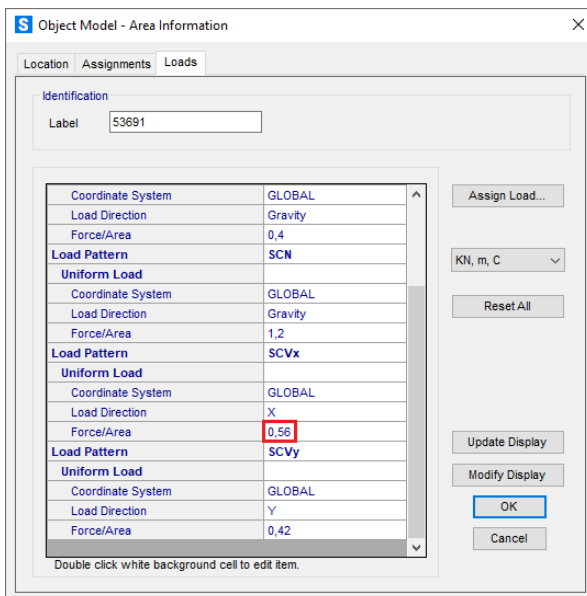 S Object Model - Area Information
Location Assignments Loads
Identification
Label 53691
Coordinate System GLOBAL
Load Direction Gravity
Force/Area 0,4
Load Pattern SCN
Uniform Load
Coordinate System GLOBAL
Load Direction Gravity
Force/Area 1,2
Load Pattern SCVx
Uniform Load
Coordinate System GLOBAL
Load Direction X
Force/Area 0,56
Load Pattern SCVy
Uniform Load
Coordinate System GLOBAL
Load Direction Y
Force/Area 0,42
Double click white background cell to edit item.
Assign Load...
KN, m, C
Reset All
Update Display
Modify Display
OK
Cancel